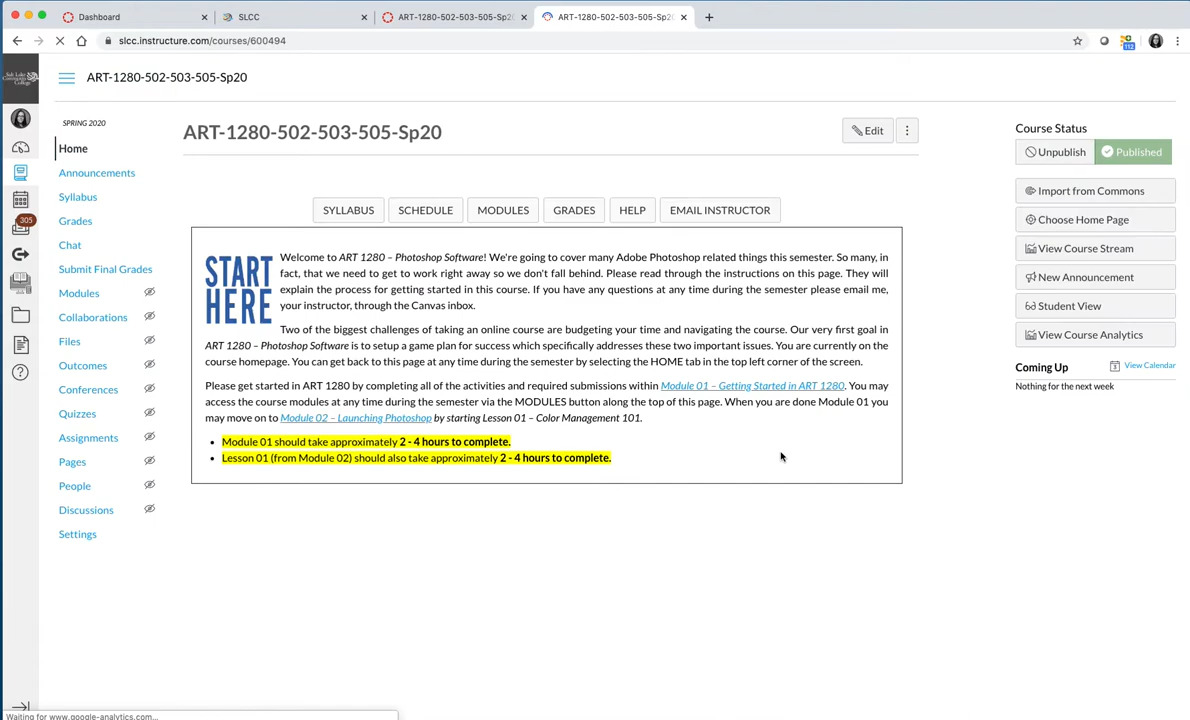 Dashboard
SLCC
ART-1280-502-503-505-Sp2
ART-1280-502-503-505-Sp2
slcc.instructure.com/courses/600494
112
Salt Lake Community College
ART-1280-502-503-505-Sp20
305
SPRING 2020
Home
Announcements
Syllabus
Grades
Chat
Submit Final Grades
Modules
Collaborations
Files
Outcomes
Conferences
Quizzes
Assignments
Pages
People
Discussions
Settings
ART-1280-502-503-505-Sp20
Edit
SYLLABUS SCHEDULE MODULES GRADES HELP EMAIL INSTRUCTOR
START
HERE
Welcome to ART 1280 – Photoshop Software! We're going to cover many Adobe Photoshop related things this semester. So many, in
fact, that we need to get to work right away so we don't fall behind. Please read through the instructions on this page. They will
explain the process for getting started in this course. If you have any questions at any time during the semester please email me,
your instructor, through the Canvas inbox.
Two of the biggest challenges of taking an online course are budgeting your time and navigating the course. Our very first goal in
ART 1280 – Photoshop Software is to setup a game plan for success which specifically addresses these two important issues. You are currently on the
course homepage. You can get back to this page at any time during the semester by selecting the HOME tab in the top left corner of the screen.
Please get started in ART 1280 by completing all of the activities and required submissions within Module 01 – Getting Started in ART 1280. You may
access the course modules at any time during the semester via the MODULES button along the top of this page. When you are done Module 01 you
may move on to Module 02 – Launching Photoshop by starting Lesson 01 – Color Management 101.
• Module 01 should take approximately 2 - 4 hours to complete.
• Lesson 01 (from Module 02) should also take approximately 2 - 4 hours to complete.
Course Status
Unpublish Published
Import from Commons
Choose Home Page
View Course Stream
New Announcement
Student View
View Course Analytics
Coming Up View Calendar
Nothing for the next week
Waiting for www.google-analytics.com...